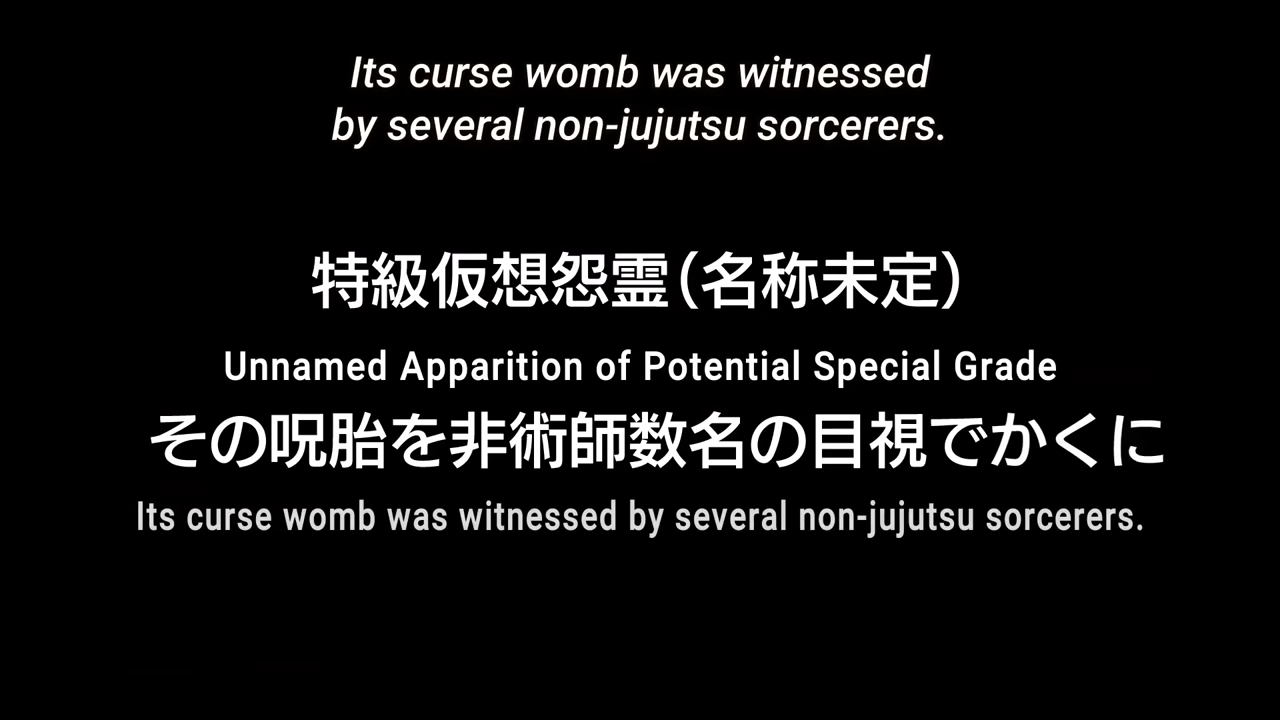 Its curse womb was witnessed
by several non-jujutsu sorcerers.
特級仮想怨霊（名称未定）
Unnamed Apparition of Potential Special Grade
その呪胎を非術師数名の目視でかくに
Its curse womb was witnessed by several non-jujutsu sorcerers.